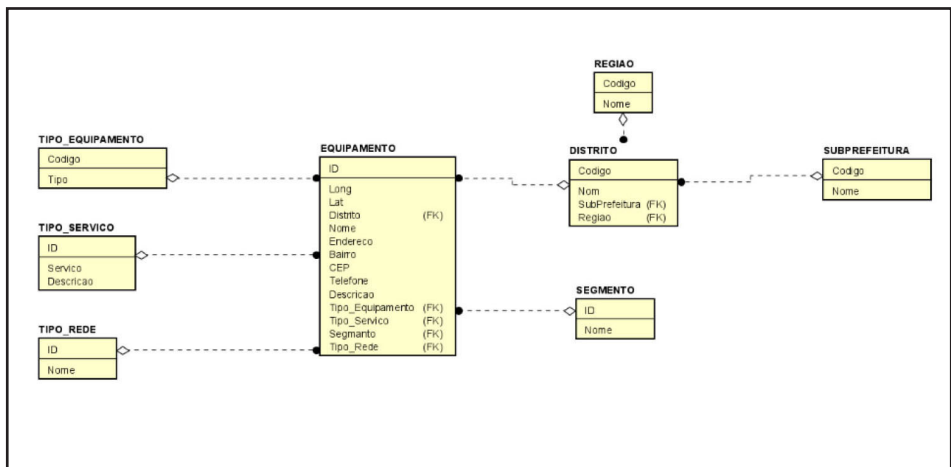 REGIAO
Codigo
Nome
TIPO_EQUIPAMENTO
Codigo
Tipo
EQUIPAMENTO
ID
Long
Lat
Distrito (FK)
Nome
Endereco
Bairro
CEP
Telefone
Descricao
Tipo_Equipamento (FK)
Tipo_Servico (FK)
Segmanto (FK)
Tipo_Rede (FK)
DISTRITO
Codigo
Nom
SubPrefeitura (FK)
Regiao (FK)
SUBPREFEITURA
Codigo
Nome
TIPO_SERVICO
ID
Servico
Descricao
SEGMENTO
ID
Nome
TIPO_REDE
ID
Nome